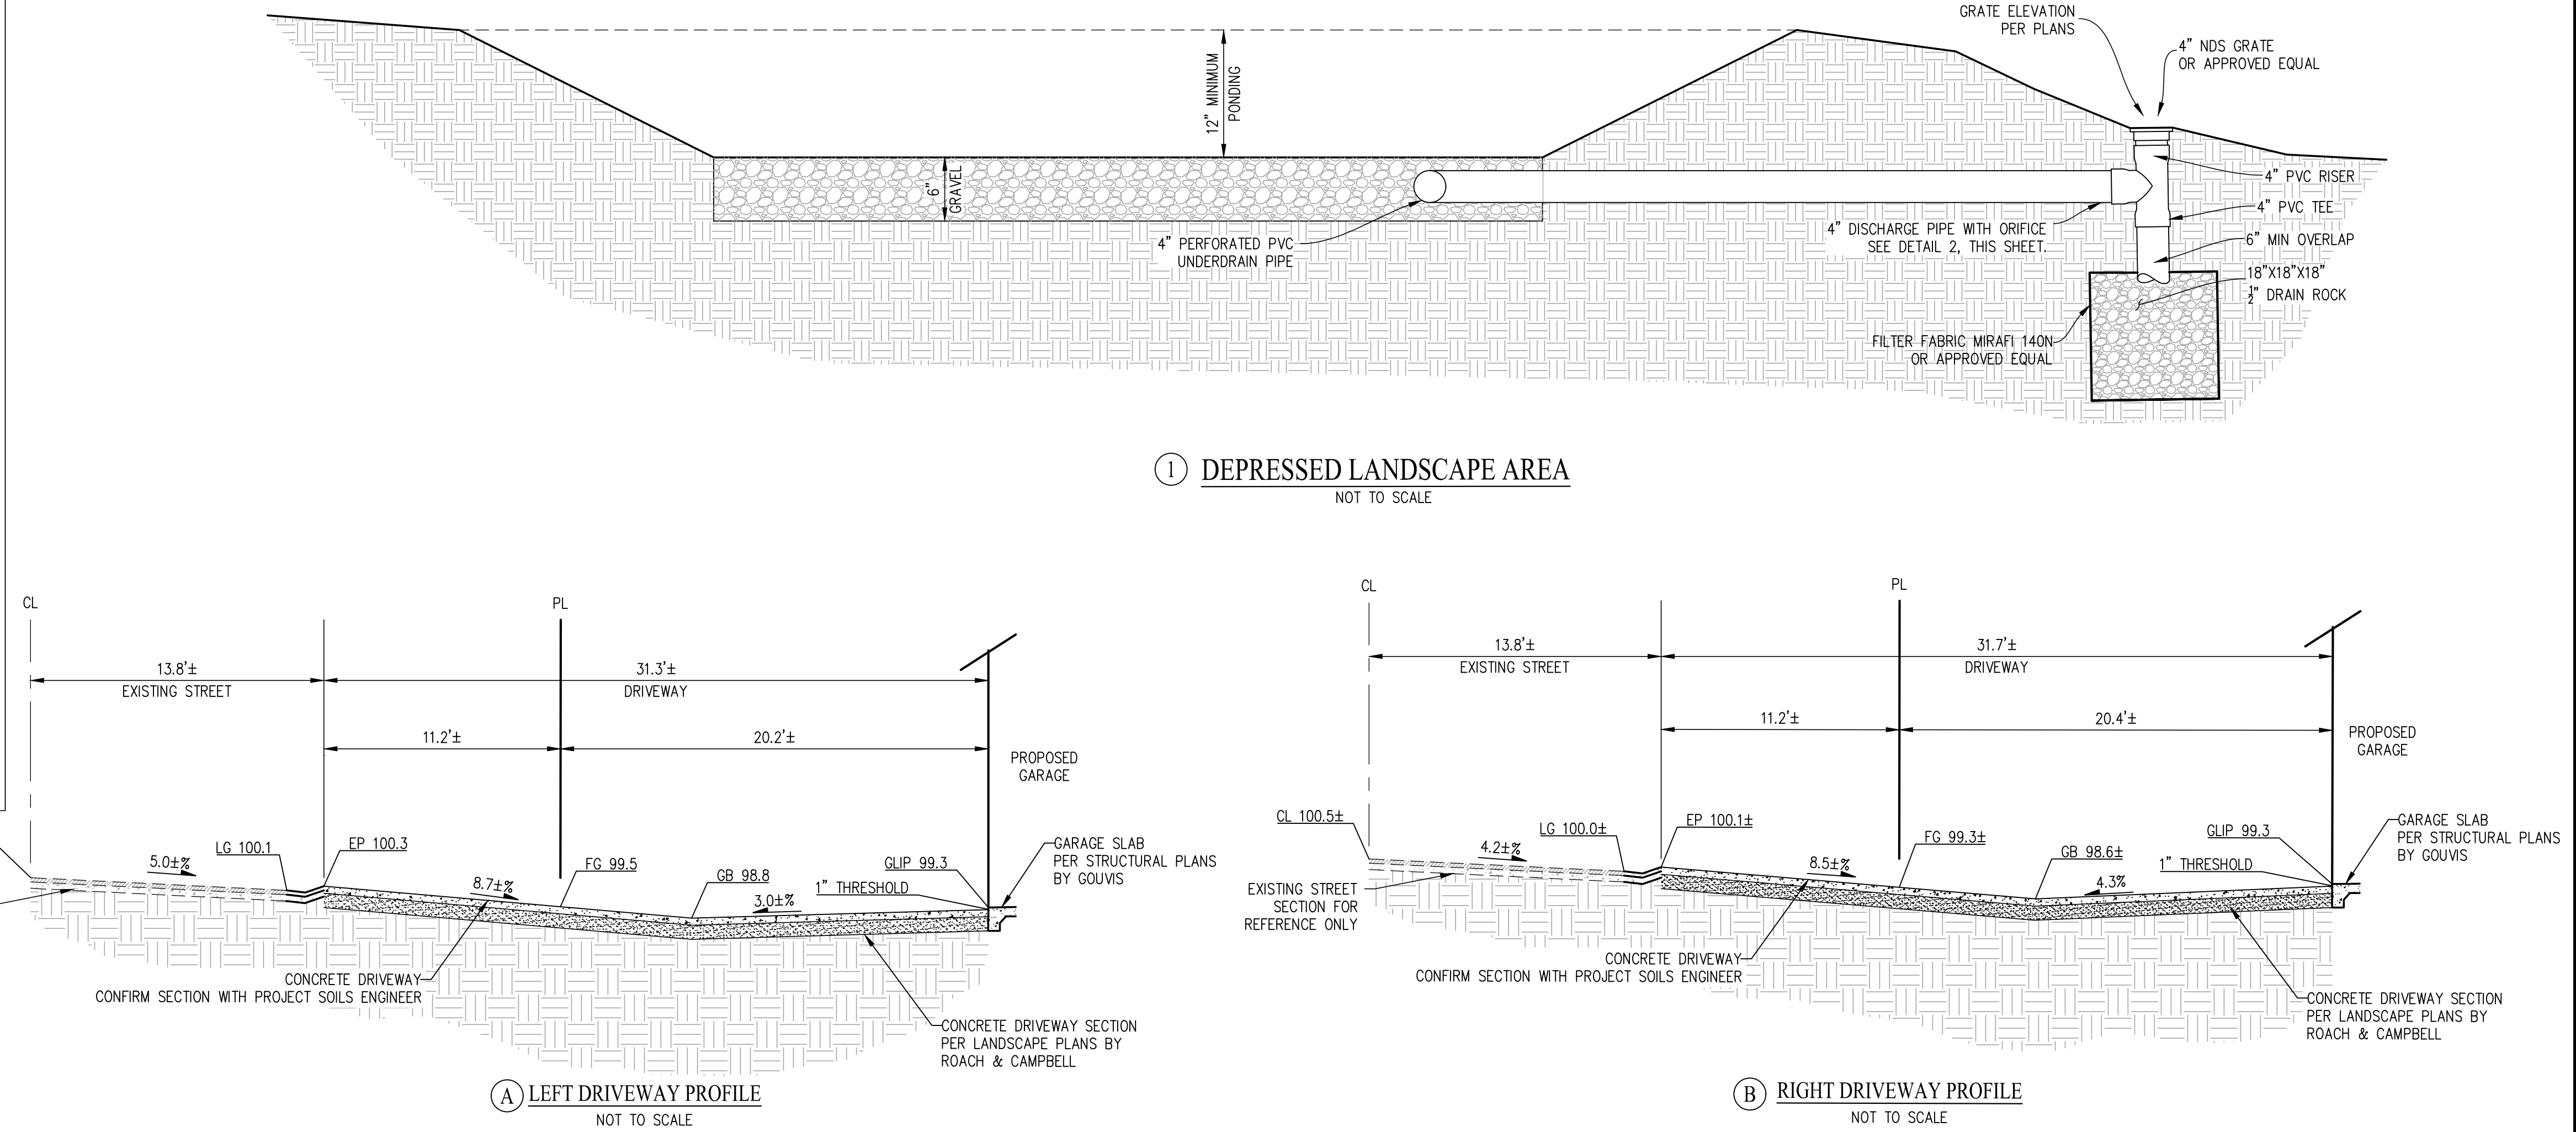 GRATE ELEVATION
PER PLANS
4" NDS GRATE
OR APPROVED EQUAL
12" MINIMUM
PONDING
6"
GRAVEL
4" PVC RISER
4" PVC TEE
4" PERFORATED PVC
UNDERDRAIN PIPE
4" DISCHARGE PIPE WITH ORIFICE
SEE DETAIL 2, THIS SHEET.
6" MIN OVERLAP
18"X18"X18"
1/2" DRAIN ROCK
FILTER FABRIC MIRAFI 140N
OR APPROVED EQUAL
1 DEPRESSED LANDSCAPE AREA
NOT TO SCALE
CL
PL
13.8'±
EXISTING STREET
31.3'±
DRIVEWAY
11.2'±
20.2'±
PROPOSED
GARAGE
LG 100.1
EP 100.3
5.0±%
8.7±%
FG 99.5
GB 98.8
3.0±%
GLIP 99.3
1" THRESHOLD
GARAGE SLAB
PER STRUCTURAL PLANS
BY GOUVIS
CONCRETE DRIVEWAY
CONFIRM SECTION WITH PROJECT SOILS ENGINEER
CONCRETE DRIVEWAY SECTION
PER LANDSCAPE PLANS BY
ROACH & CAMPBELL
A LEFT DRIVEWAY PROFILE
NOT TO SCALE
CL
PL
13.8'±
EXISTING STREET
31.7'±
DRIVEWAY
11.2'±
20.4'±
PROPOSED
GARAGE
CL 100.5±
LG 100.0±
EP 100.1±
4.2±%
8.5±%
FG 99.3±
GB 98.6±
4.3%
GLIP 99.3
1" THRESHOLD
GARAGE SLAB
PER STRUCTURAL PLANS
BY GOUVIS
EXISTING STREET
SECTION FOR
REFERENCE ONLY
CONCRETE DRIVEWAY
CONFIRM SECTION WITH PROJECT SOILS ENGINEER
CONCRETE DRIVEWAY SECTION
PER LANDSCAPE PLANS BY
ROACH & CAMPBELL
B RIGHT DRIVEWAY PROFILE
NOT TO SCALE